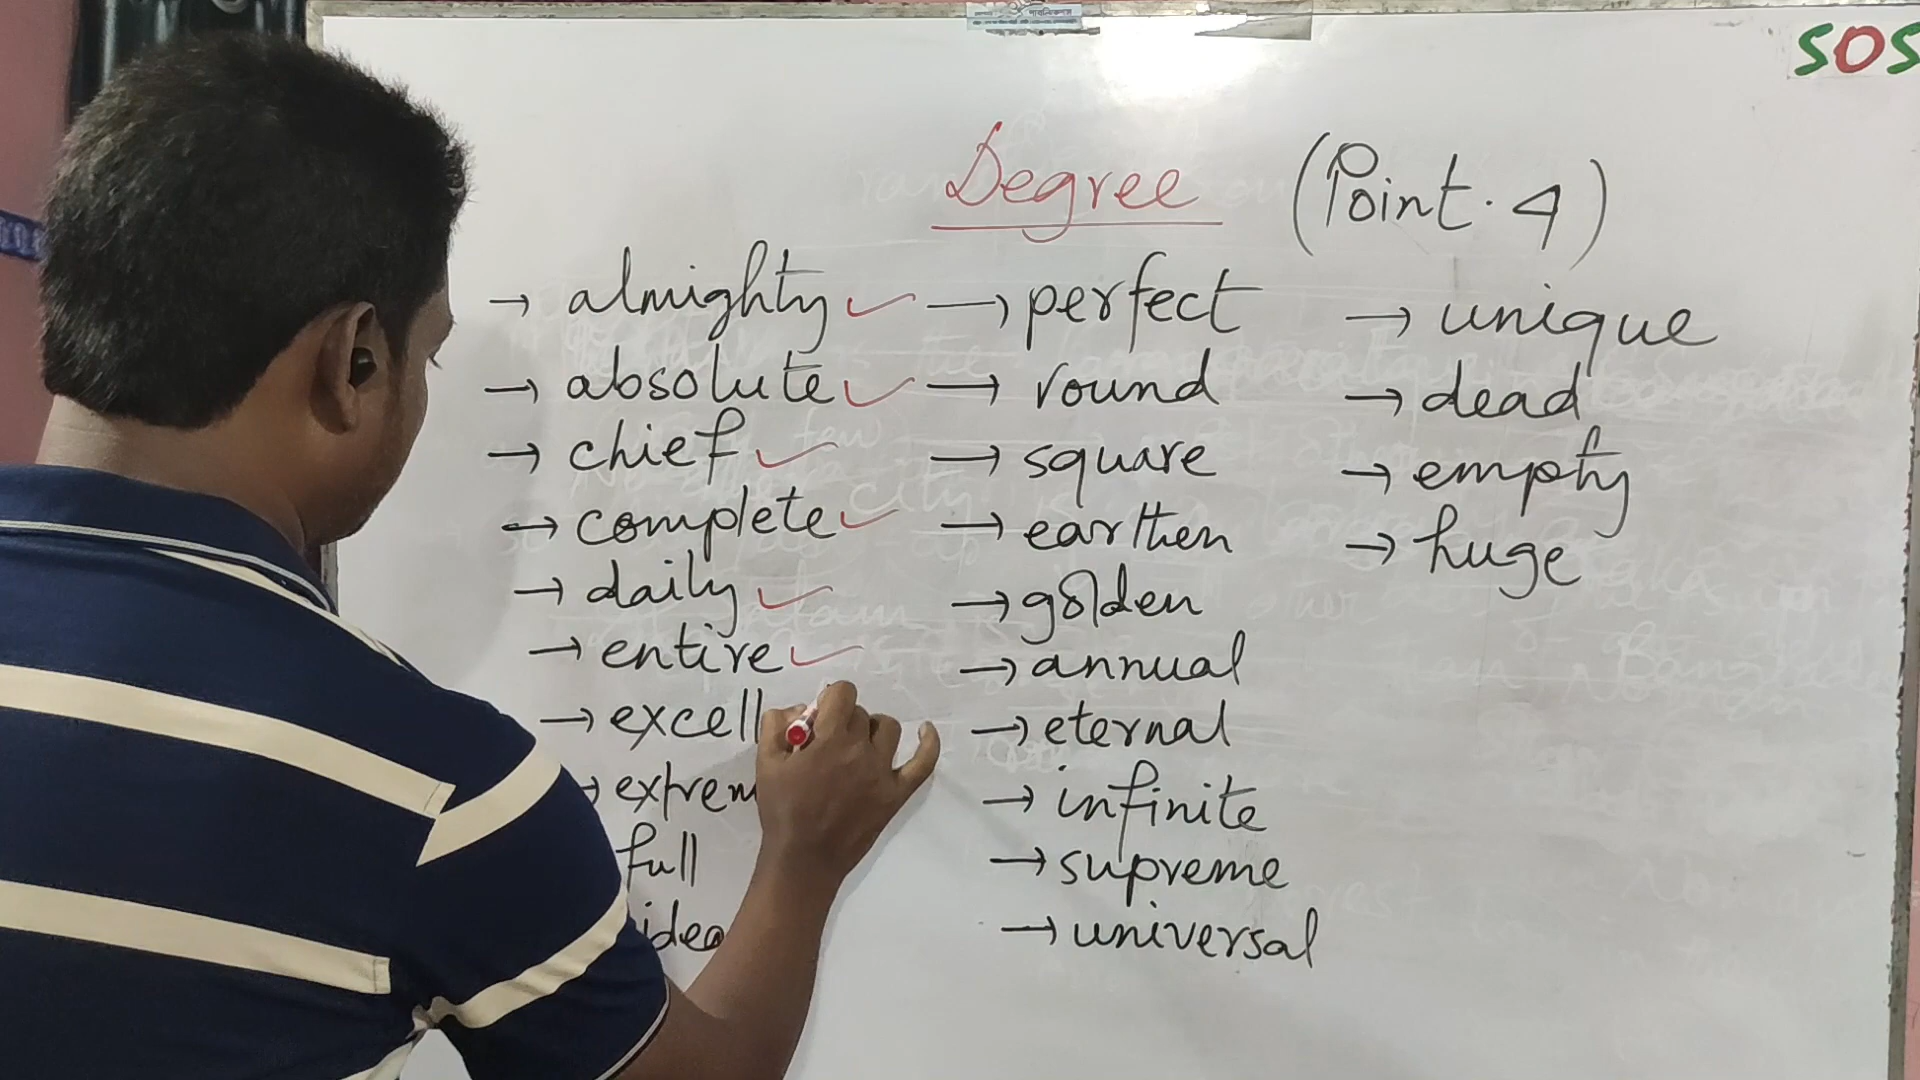 SOS
Degree (Point. 4)
→ almighty ✓
→ absolute ✓
→ chief ✓
→ complete ✓
→ daily ✓
→ entire ✓
→ excell
→ extrem
full
idea
→ perfect
→ round
→ square
→ earthen
→ golden
→ annual
→ eternal
→ infinite
→ supreme
→ universal
→ unique
→ dead
→ empty
→ huge